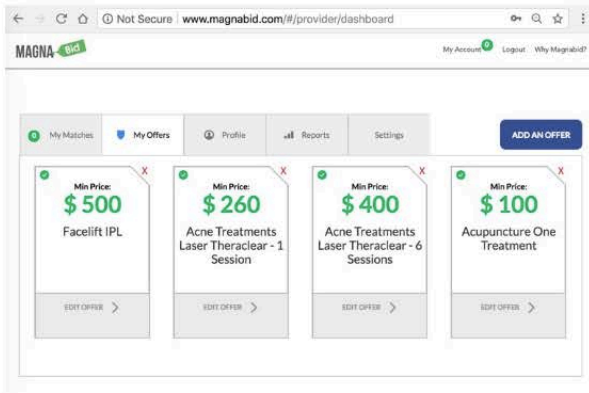 Not Secure www.magnabid.com/#/provider/dashboard
MAGNA Bid
My Account 0 Logout Why Magnabid?
0 My Matches My Offers Profile Reports Settings ADD AN OFFER
X X X X
Min Price: Min Price: Min Price: Min Price:
$ 500 $ 260 $ 400 $ 100
Facelift IPL Acne Treatments Acne Treatments Acupuncture One
Laser Theraclear - 1 Laser Theraclear - 6 Treatment
Session Sessions
EDIT OFFER EDIT OFFER EDIT OFFER EDIT OFFER